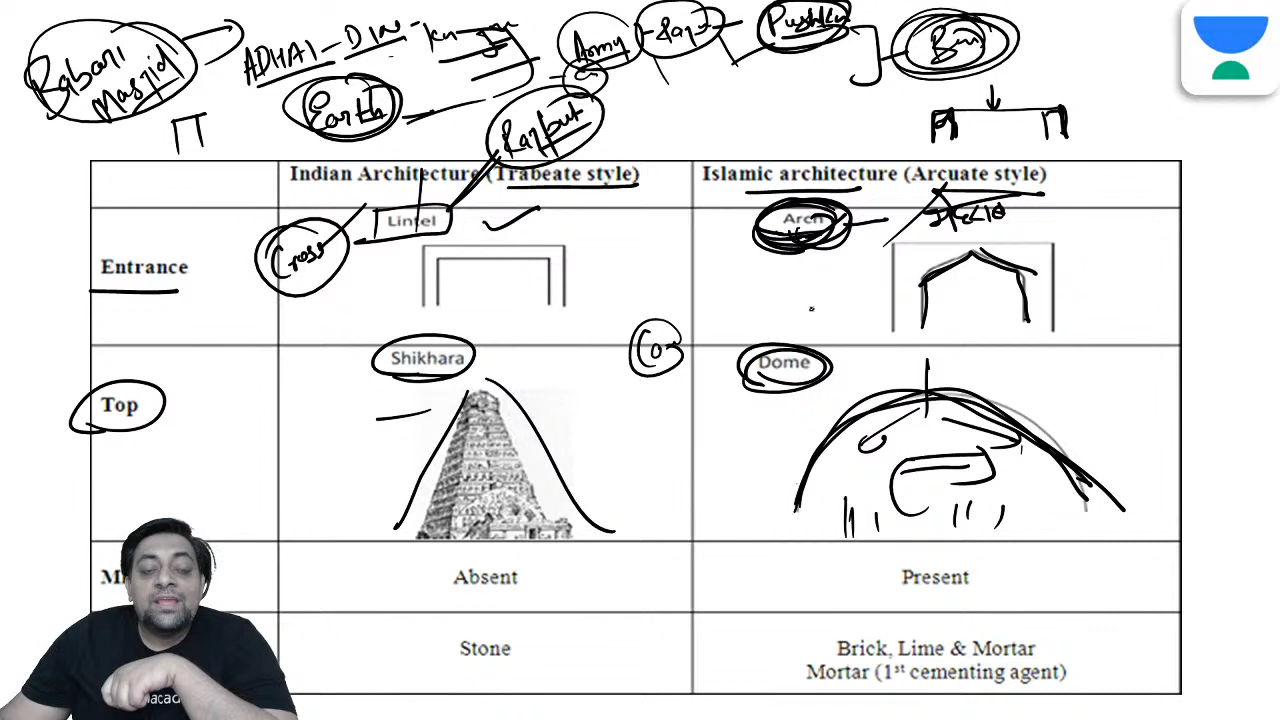 Babari
Masjid
ADHAI - DIN -
Earth
Army
Rajput
Indian Architecture (Trabeate style)
Islamic architecture (Arcuate style)
Entrance
Lintel
Cross
Arch
Top
Shikhara
Dome
Absent
Present
Stone
Brick, Lime & Mortar
Mortar (1st cementing agent)